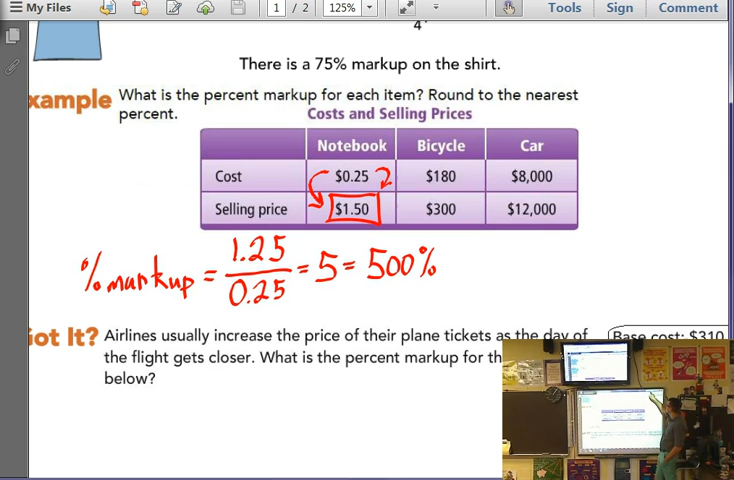 My Files
1 / 2
125%
Tools
Sign
Comment
4
There is a 75% markup on the shirt.
xample What is the percent markup for each item? Round to the nearest
percent.
Costs and Selling Prices
Notebook Bicycle Car
Cost $0.25 $180 $8,000
Selling price $1.50 $300 $12,000
% markup = 1.25 / 0.25 = 5 = 500%
ot It? Airlines usually increase the price of their plane tickets as the day of
the flight gets closer. What is the percent markup for th
below?
Base cost: $310